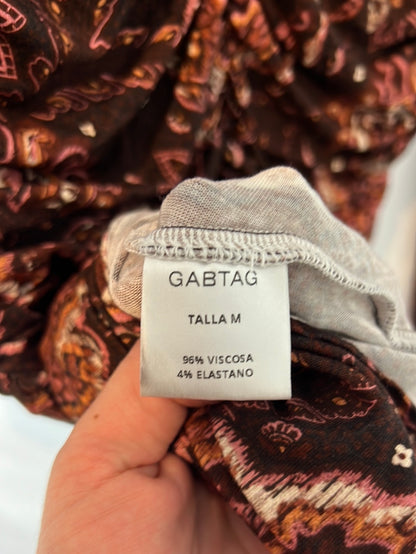 GABTAG
TALLA M
96% VISCOSA
4% ELASTANO